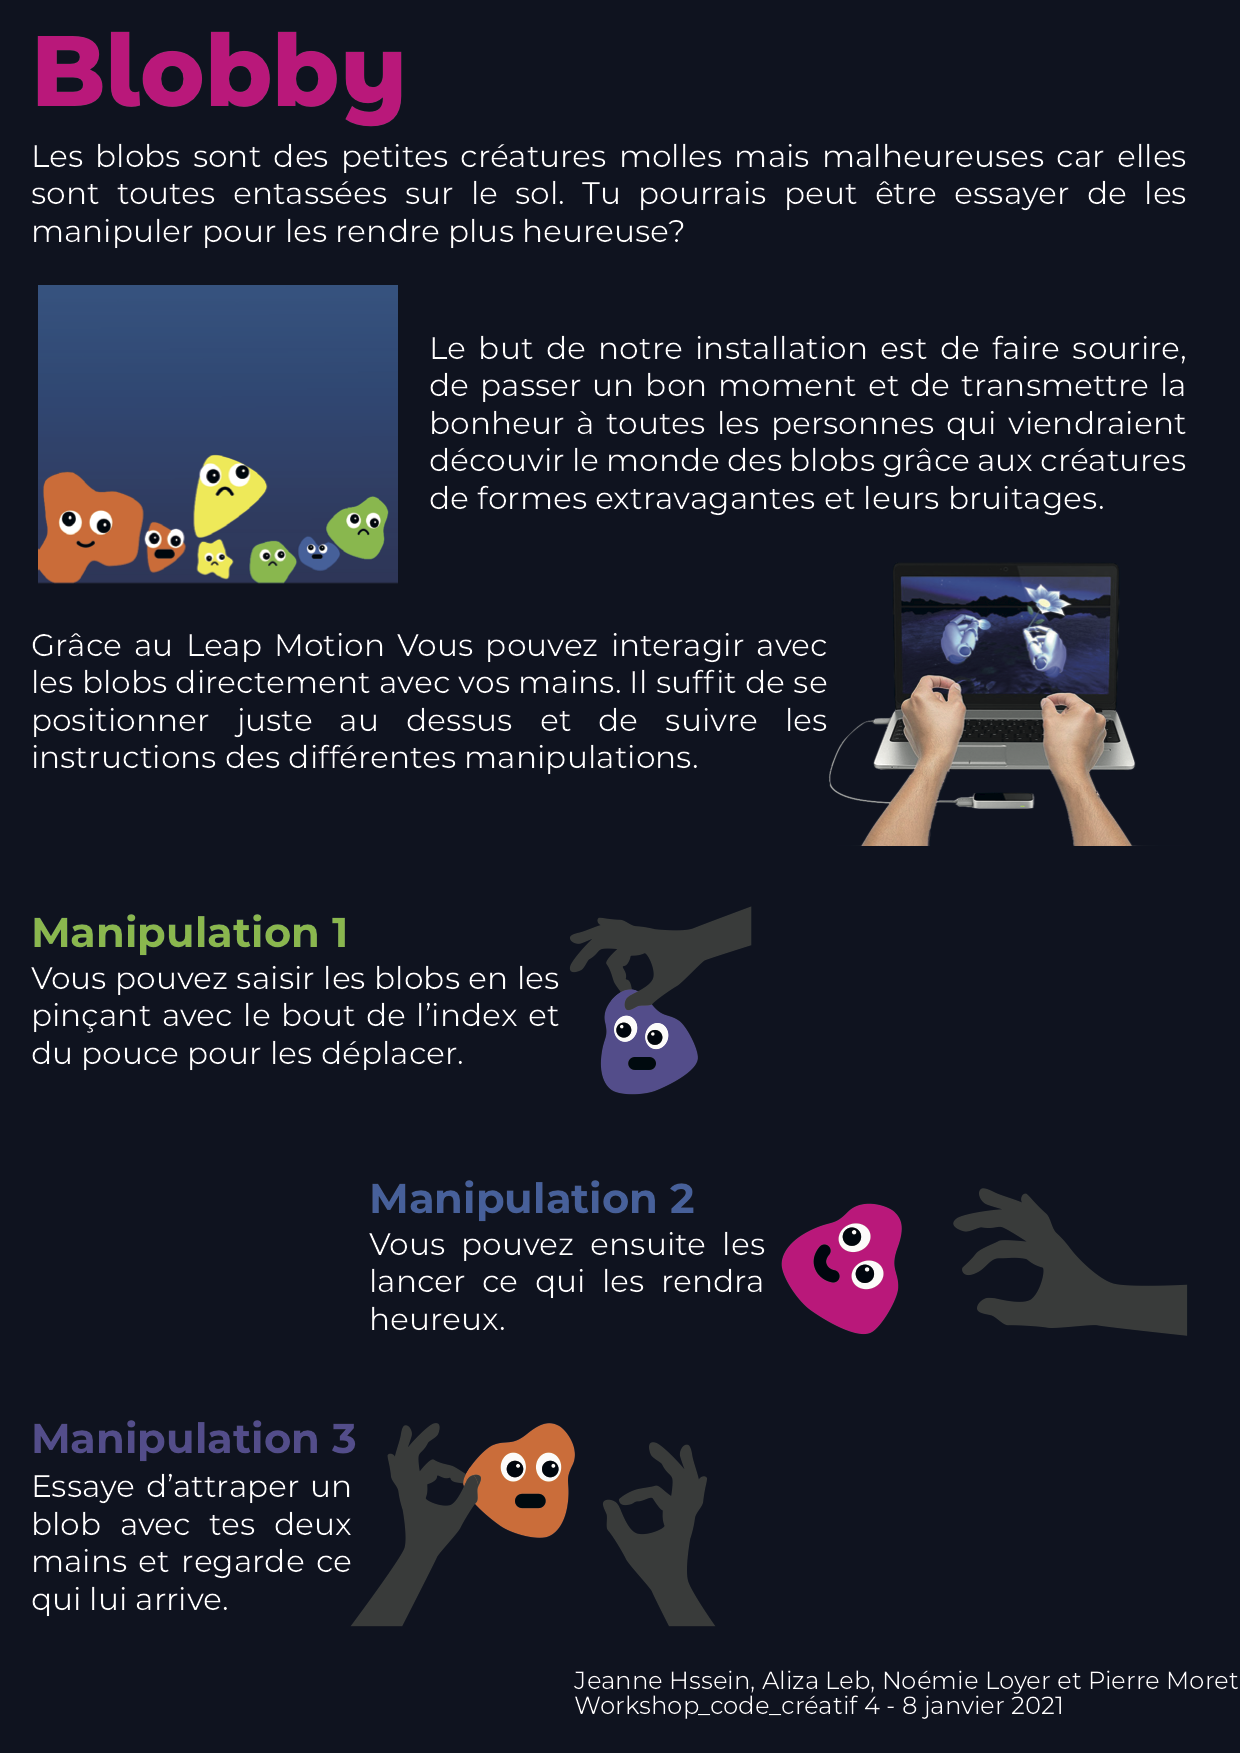 Blobby
Les blobs sont des petites créatures molles mais malheureuses car elles
sont toutes entassées sur le sol. Tu pourrais peut être essayer de les
manipuler pour les rendre plus heureuse?
Le but de notre installation est de faire sourire,
de passer un bon moment et de transmettre la
bonheur à toutes les personnes qui viendraient
découvir le monde des blobs grâce aux créatures
de formes extravagantes et leurs bruitages.
Grâce au Leap Motion Vous pouvez interagir avec
les blobs directement avec vos mains. Il suffit de se
positionner juste au dessus et de suivre les
instructions des différentes manipulations.
Manipulation 1
Vous pouvez saisir les blobs en les
pinçant avec le bout de l'index et
du pouce pour les déplacer.
Manipulation 2
Vous pouvez ensuite les
lancer ce qui les rendra
heureux.
Manipulation 3
Essaye d'attraper un
blob avec tes deux
mains et regarde ce
qui lui arrive.
Jeanne Hssein, Aliza Leb, Noémie Loyer et Pierre Moret
Workshop_code_créatif 4 - 8 janvier 2021